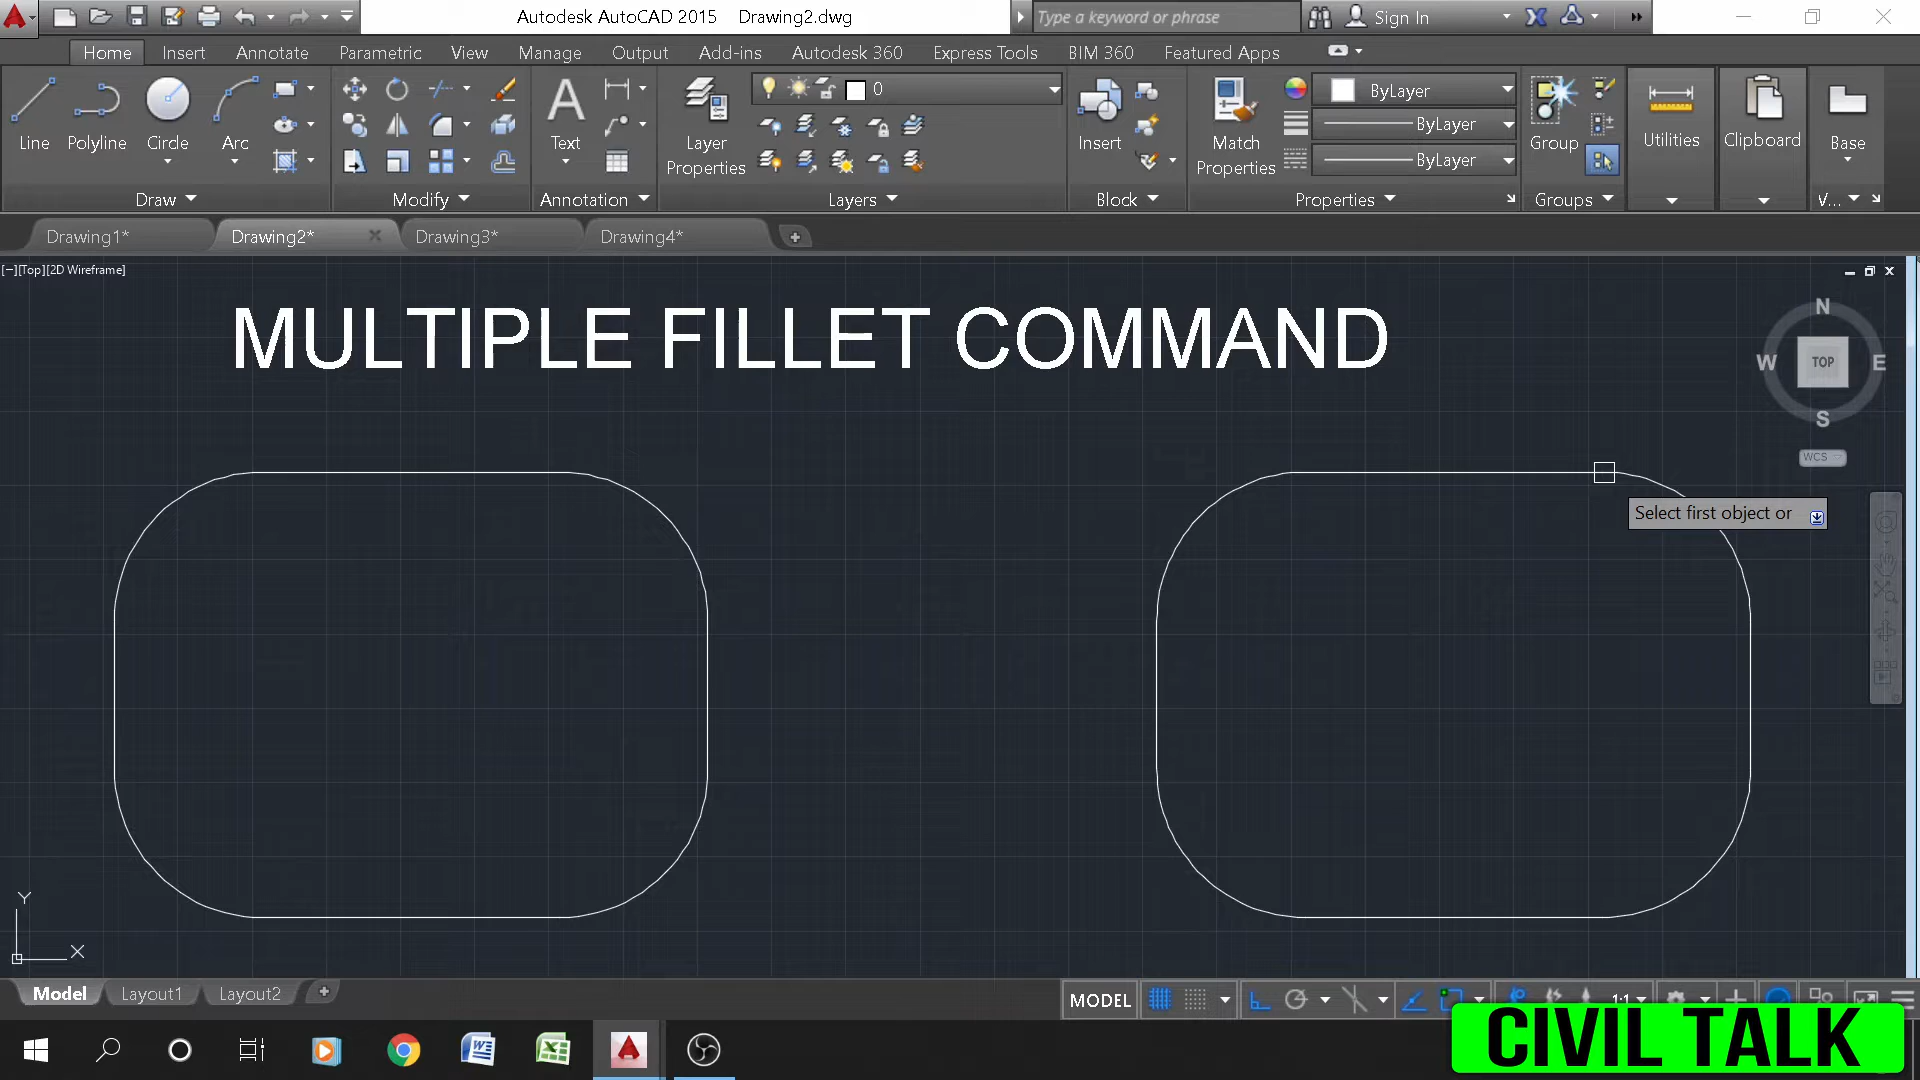 Autodesk AutoCAD 2015 Drawing2.dwg
Type a keyword or phrase
Sign In
Home Insert Annotate Parametric View Manage Output Add-ins Autodesk 360 Express Tools BIM 360 Featured Apps
Line Polyline Circle Arc
Text
Layer Properties
0
Insert
Match Properties
ByLayer
ByLayer
ByLayer
Group
Utilities
Clipboard
Base
Draw Modify Annotation Layers Block Properties Groups V...
Drawing1* Drawing2* Drawing3* Drawing4*
[−][Top][2D Wireframe]
MULTIPLE FILLET COMMAND
N
W TOP E
S
WCS
Select first object or
Y
X
Model Layout1 Layout2
MODEL
1:1
CIVIL TALK